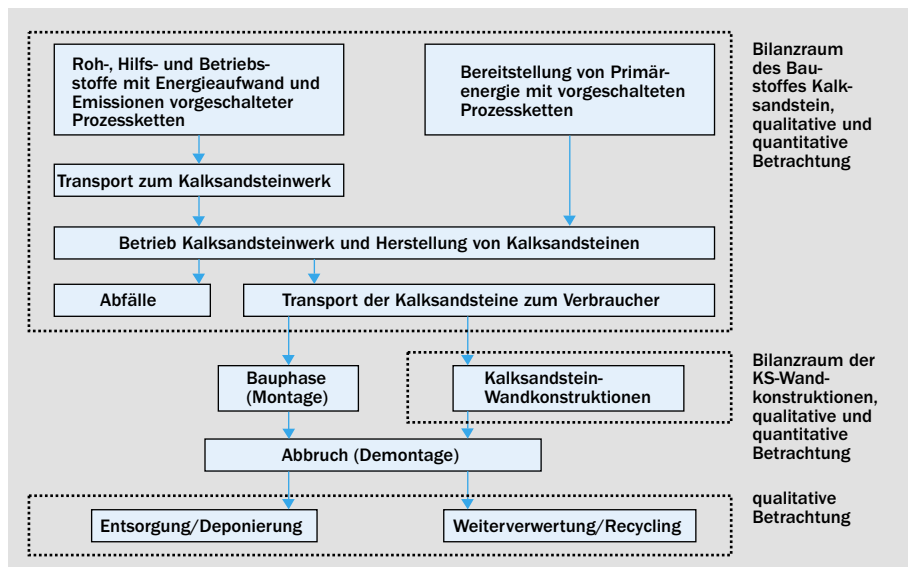 Roh-, Hilfs- und Betriebs-
stoffe mit Energieaufwand und
Emissionen vorgeschalteter
Prozessketten
Bereitstellung von Primär-
energie mit vorgeschalteten
Prozessketten
Bilanzraum
des Bau-
stoffes Kalk-
sandstein,
qualitative und
quantitative
Betrachtung
Transport zum Kalksandsteinwerk
Betrieb Kalksandsteinwerk und Herstellung von Kalksandsteinen
Abfälle
Transport der Kalksandsteine zum Verbraucher
Bauphase
(Montage)
Kalksandstein-
Wandkonstruktionen
Bilanzraum der
KS-Wand-
konstruktionen,
qualitative und
quantitative
Betrachtung
Abbruch (Demontage)
Entsorgung/Deponierung
Weiterverwertung/Recycling
qualitative
Betrachtung